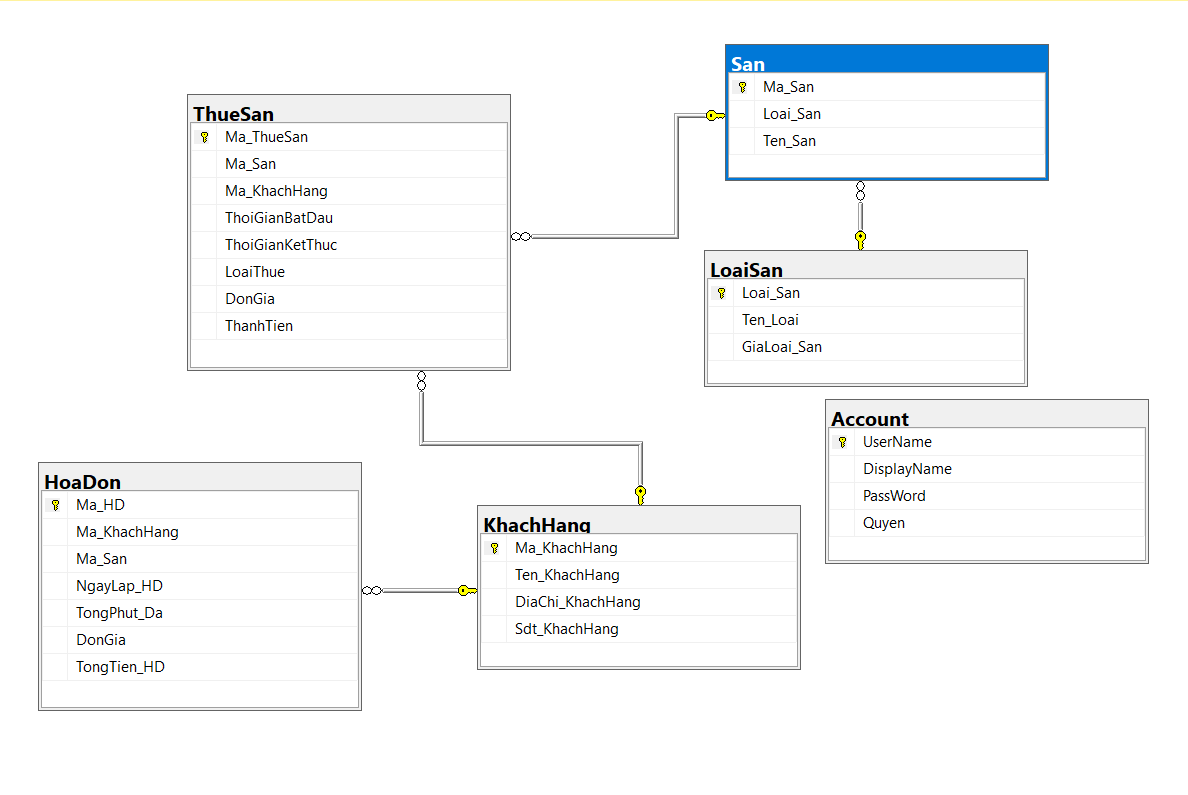 San
Ma_San
Loai_San
Ten_San
ThueSan
Ma_ThueSan
Ma_San
Ma_KhachHang
ThoiGianBatDau
ThoiGianKetThuc
LoaiThue
DonGia
ThanhTien
LoaiSan
Loai_San
Ten_Loai
GiaLoai_San
Account
UserName
DisplayName
PassWord
Quyen
HoaDon
Ma_HD
Ma_KhachHang
Ma_San
NgayLap_HD
TongPhut_Da
DonGia
TongTien_HD
KhachHang
Ma_KhachHang
Ten_KhachHang
DiaChi_KhachHang
Sdt_KhachHang